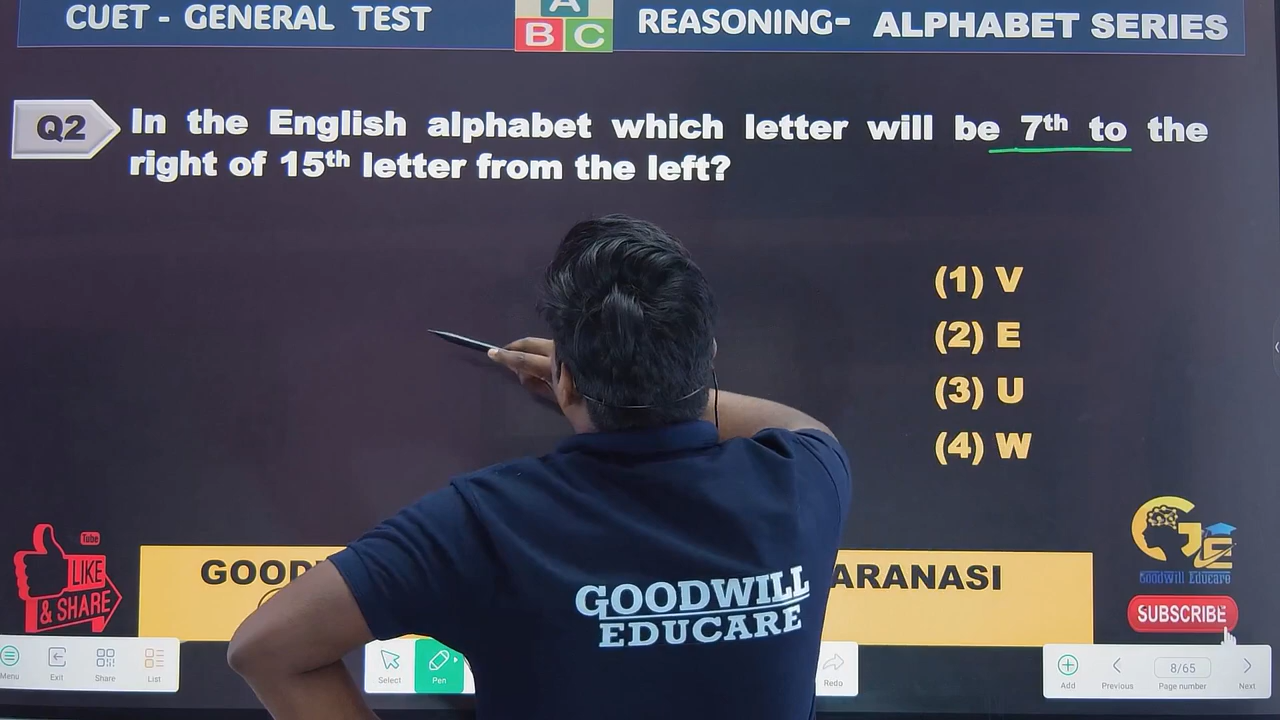 CUET - GENERAL TEST
A
B C
REASONING- ALPHABET SERIES
Q2
In the English alphabet which letter will be 7th to the
right of 15th letter from the left?
(1) V
(2) E
(3) U
(4) W
Tube
LIKE
& SHARE
ARANASI
GOODWILL
EDUCARE
GE
Goodwill Educare
SUBSCRIBE
Menu
Exit
Share
List
Select
Pen
Redo
Add
Previous
8/65
Page number
Next